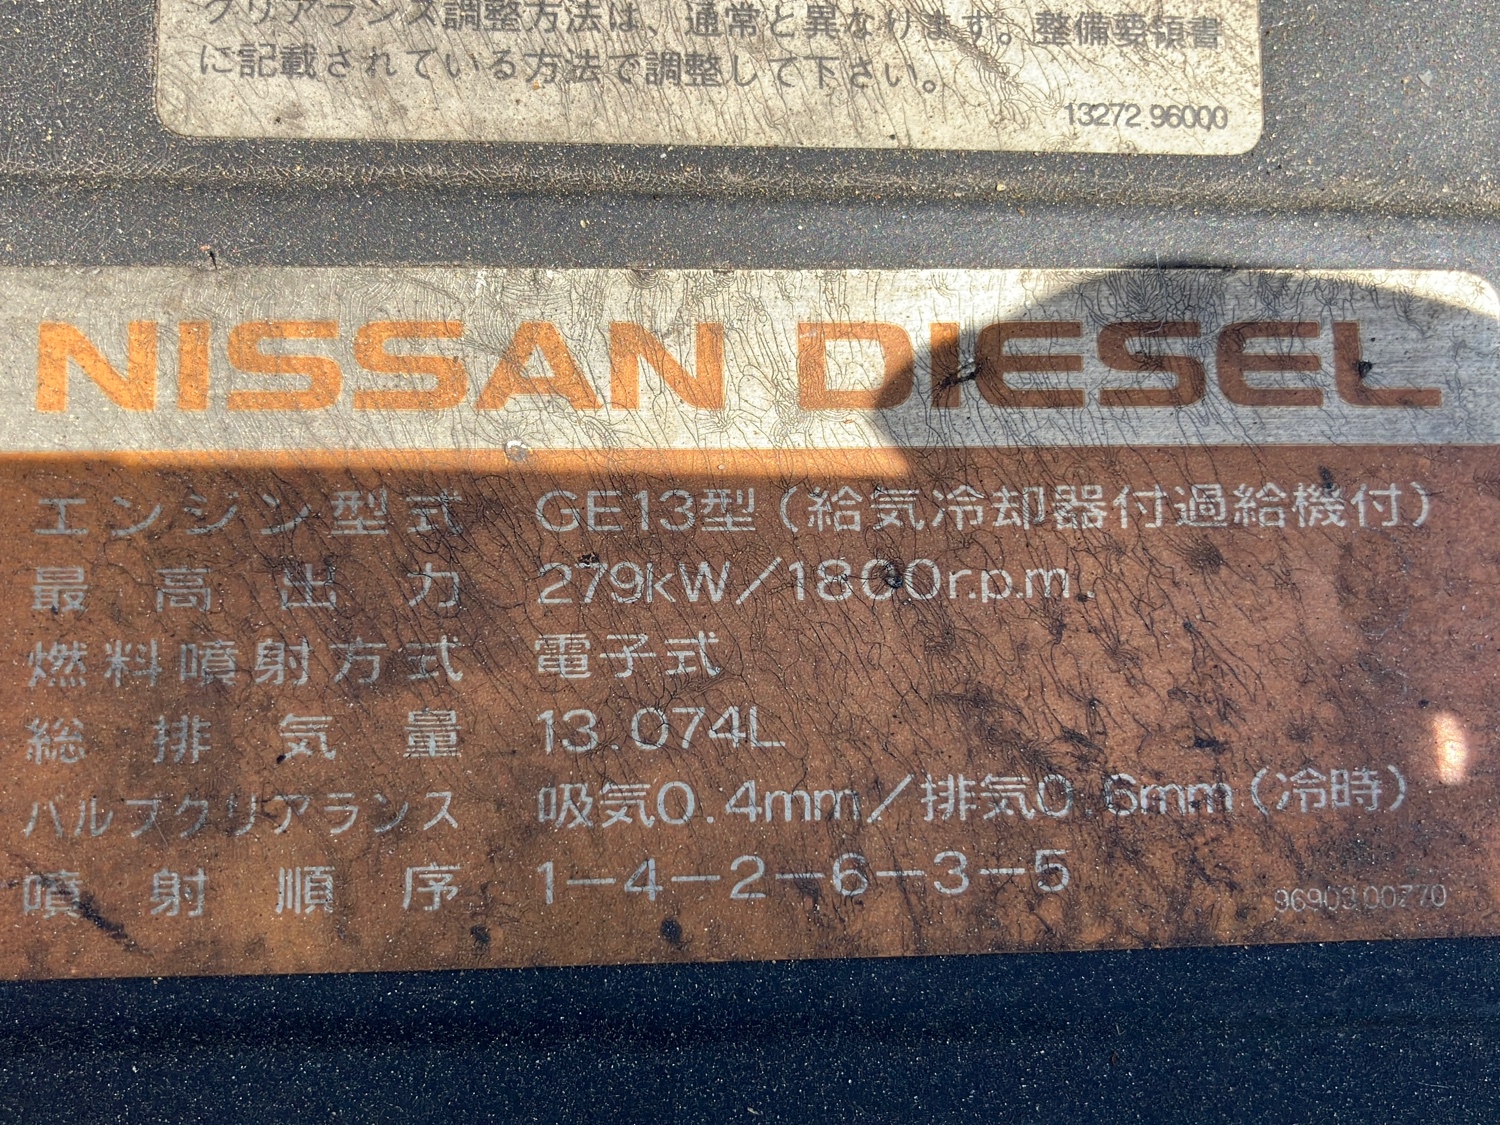 クリアランス調整方法は、通常と異なります。整備要領書
に記載されている方法で調整して下さい。
13272 96000
NISSAN DIESEL
エンジン型式 GE13型(給気冷却器付過給機付)
最高出力 279kW/1800r.p.m.
燃料噴射方式 電子式
総排気量 13.074L
バルブクリアランス 吸気0.4mm/排気0.6mm(冷時)
噴射順序 1-4-2-6-3-5
96903 00Z70